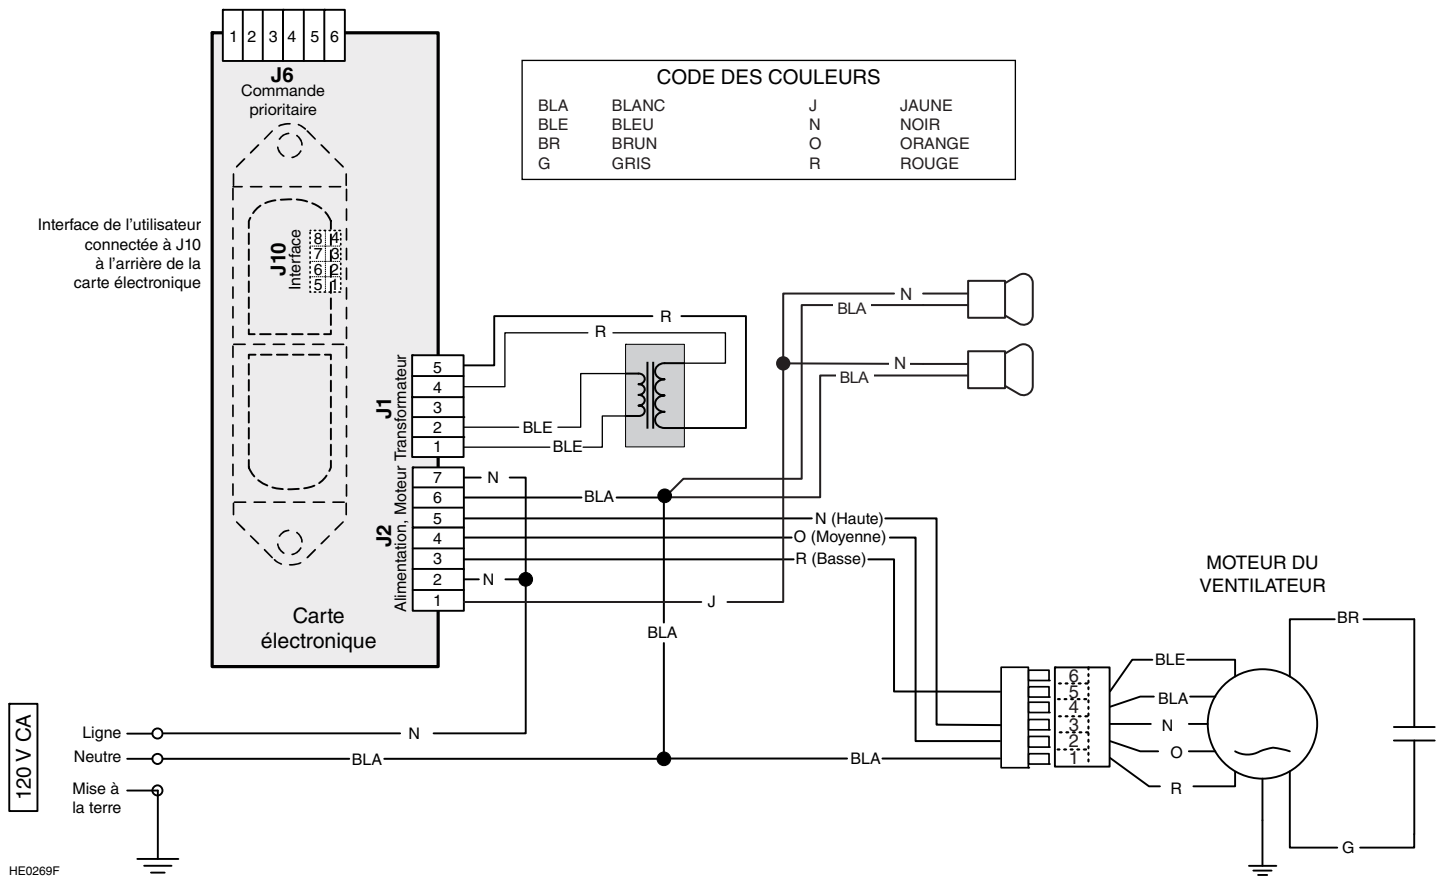 1 2 3 4 5 6
J6
Commande
prioritaire
CODE DES COULEURS
BLA BLANC J JAUNE
BLE BLEU N NOIR
BR BRUN O ORANGE
G GRIS R ROUGE
Interface de l'utilisateur
connectée à J10
à l'arrière de la
carte électronique
J10
Interface
8 4
7 3
6 2
5 1
N
BLA
N
BLA
R
R
BLE
BLE
J1
Transformateur
5
4
3
2
1
J2
Alimentation, Moteur
7
6
5
4
3
2
1
N
BLA
N (Haute)
O (Moyenne)
R (Basse)
N
J
BLA
Carte
électronique
MOTEUR DU
VENTILATEUR
BR
BLE
BLA
N
O
R
G
6
5
4
3
2
1
120 V CA
Ligne
N
Neutre
BLA
BLA
Mise à
la terre
HE0269F